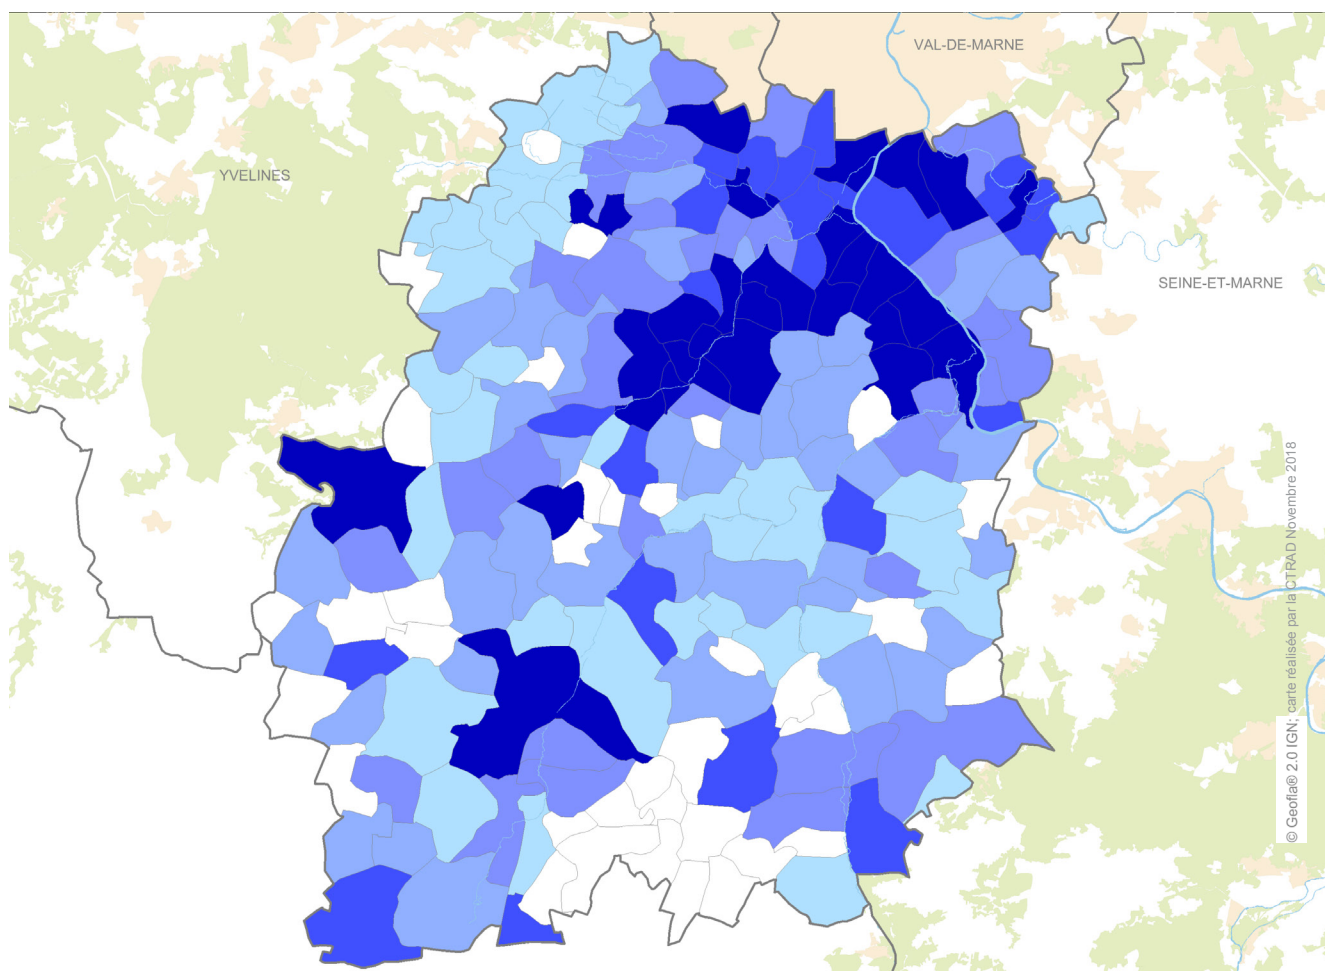 VAL-DE-MARNE
YVELINES
SEINE-ET-MARNE
© Geofla® 2.0 IGN; carte réalisée par la CTRAD Novembre 2018